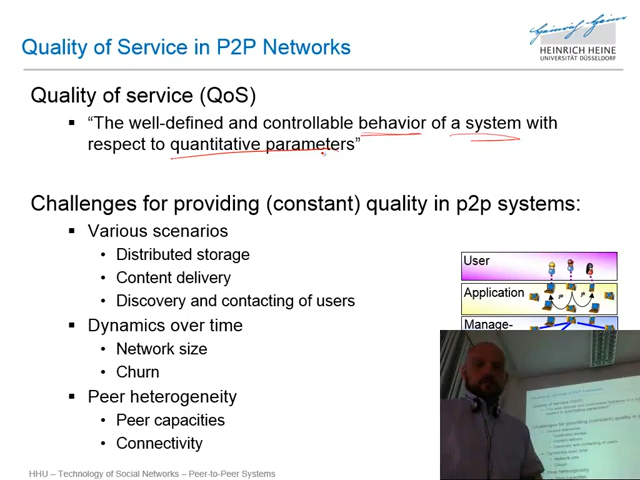 Quality of Service in P2P Networks
HEINRICH HEINE
UNIVERSITÄT DÜSSELDORF
Quality of service (QoS)
▪ “The well-defined and controllable behavior of a system with
respect to quantitative parameters”
Challenges for providing (constant) quality in p2p systems:
▪ Various scenarios
• Distributed storage
• Content delivery
• Discovery and contacting of users
▪ Dynamics over time
• Network size
• Churn
▪ Peer heterogeneity
• Peer capacities
• Connectivity
User
Application
Manage-
HHU – Technology of Social Networks – Peer-to-Peer Systems